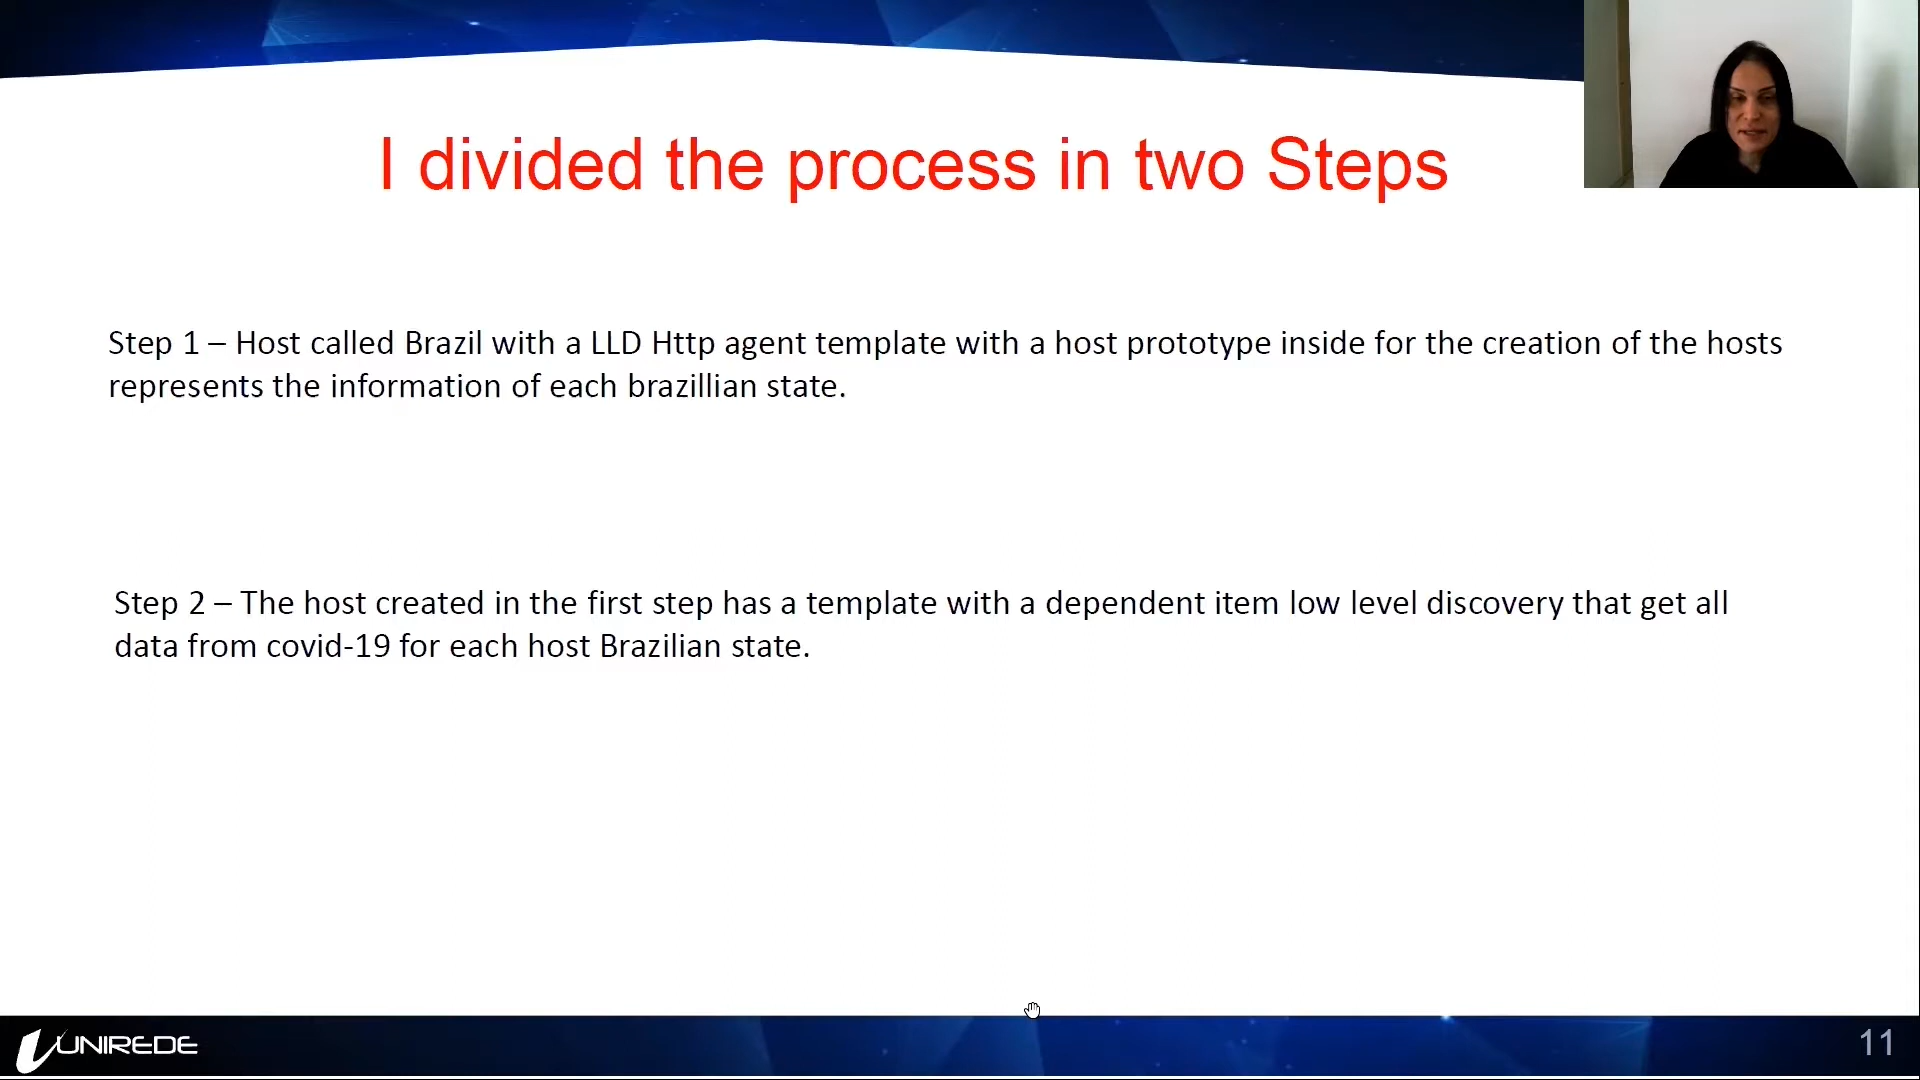 I divided the process in two Steps
Step 1 – Host called Brazil with a LLD Http agent template with a host prototype inside for the creation of the hosts
represents the information of each brazillian state.
Step 2 – The host created in the first step has a template with a dependent item low level discovery that get all
data from covid-19 for each host Brazilian state.
UNIREDE
11